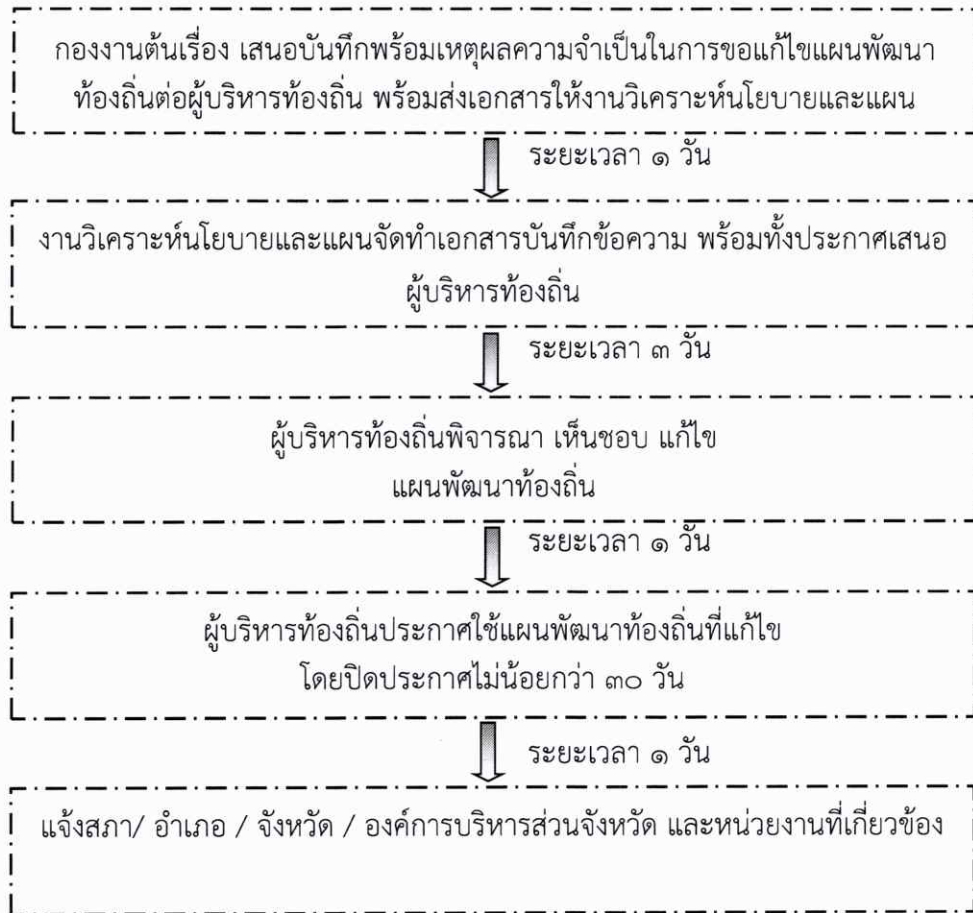 กองงานต้นเรื่อง เสนอบันทึกพร้อมเหตุผลความจำเป็นในการขอแก้ไขแผนพัฒนา
ท้องถิ่นต่อผู้บริหารท้องถิ่น พร้อมส่งเอกสารให้งานวิเคราะห์นโยบายและแผน
ระยะเวลา ๑ วัน
งานวิเคราะห์นโยบายและแผนจัดทำเอกสารบันทึกข้อความ พร้อมทั้งประกาศเสนอ
ผู้บริหารท้องถิ่น
ระยะเวลา ๓ วัน
ผู้บริหารท้องถิ่นพิจารณา เห็นชอบ แก้ไข
แผนพัฒนาท้องถิ่น
ระยะเวลา ๑ วัน
ผู้บริหารท้องถิ่นประกาศใช้แผนพัฒนาท้องถิ่นที่แก้ไข
โดยปิดประกาศไม่น้อยกว่า ๓๐ วัน
ระยะเวลา ๑ วัน
แจ้งสภา/ อำเภอ / จังหวัด / องค์การบริหารส่วนจังหวัด และหน่วยงานที่เกี่ยวข้อง